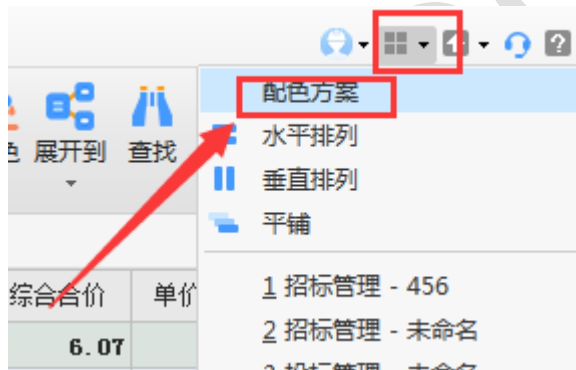 配色方案
色 展开到 查找
水平排列
垂直排列
平铺
综合合价 单价
1 招标管理 - 456
6.07
2 招标管理 - 未命名